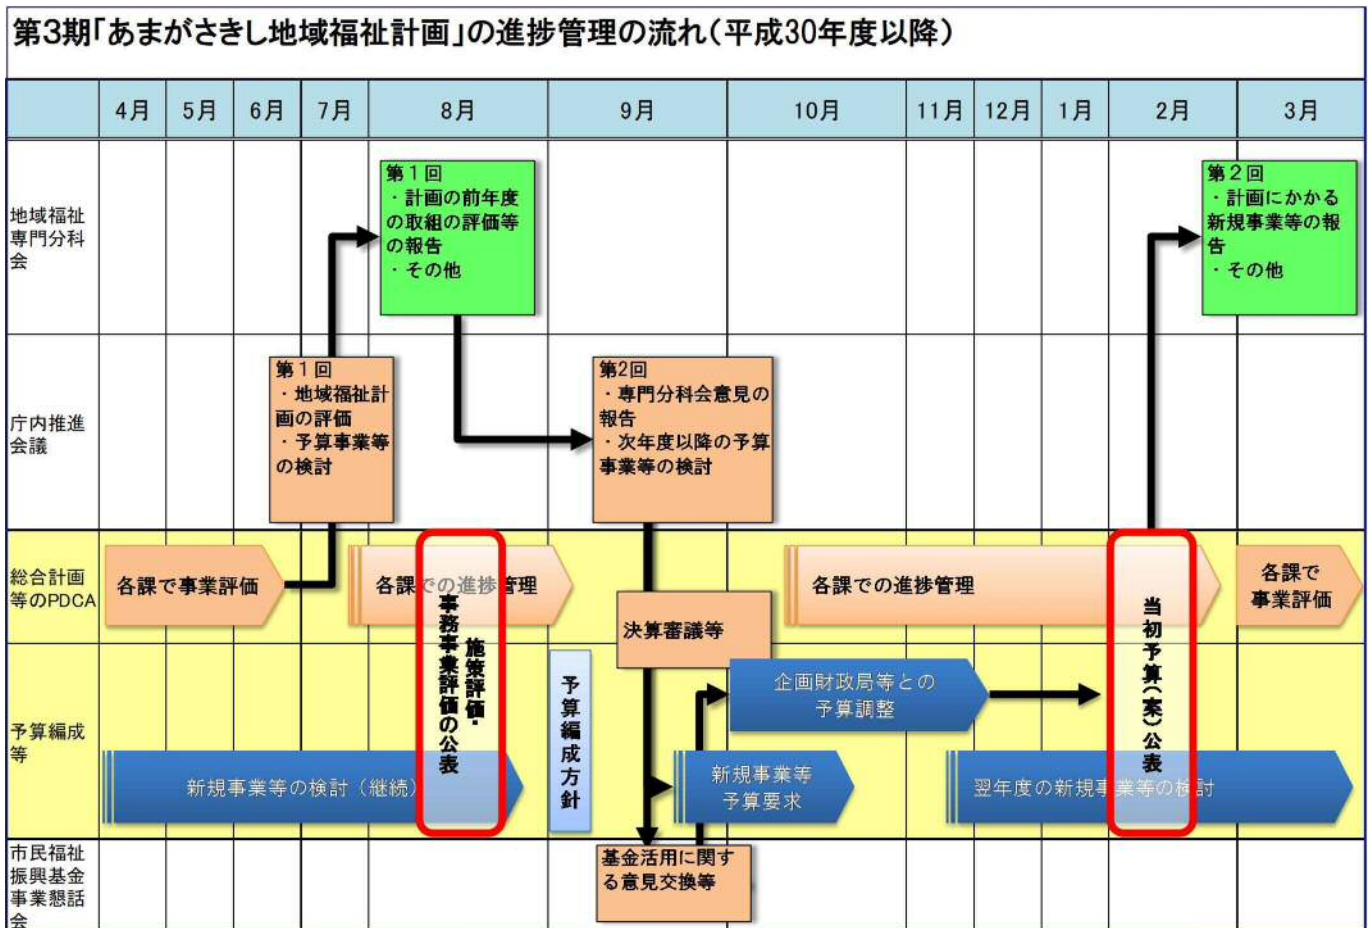 第3期「あまがさきし地域福祉計画」の進捗管理の流れ(平成30年度以降)
4月 5月 6月 7月 8月 9月 10月 11月 12月 1月 2月 3月
地域福祉
専門分科
会
第1回
・計画の前年度
の取組の評価等
の報告
・その他
第2回
・計画にかかる
新規事業等の報
告
・その他
庁内推進
会議
第1回
・地域福祉計
画の評価
・予算事業等
の検討
第2回
・専門分科会意見の
報告
・次年度以降の予算
事業等の検討
総合計画
等のPDCA
各課で事業評価
各課での進捗管理
各課での進捗管理
各課で
事業評価
決算審議等
施策評価・
事務事業評価の公表
当初予算(案)公表
予算編成
等
新規事業等の検討(継続)
予算編成方針
企画財政局等との
予算調整
新規事業等
予算要求
翌年度の新規事業等の検討
市民福祉
振興基金
事業懇話
会
基金活用に関す
る意見交換等